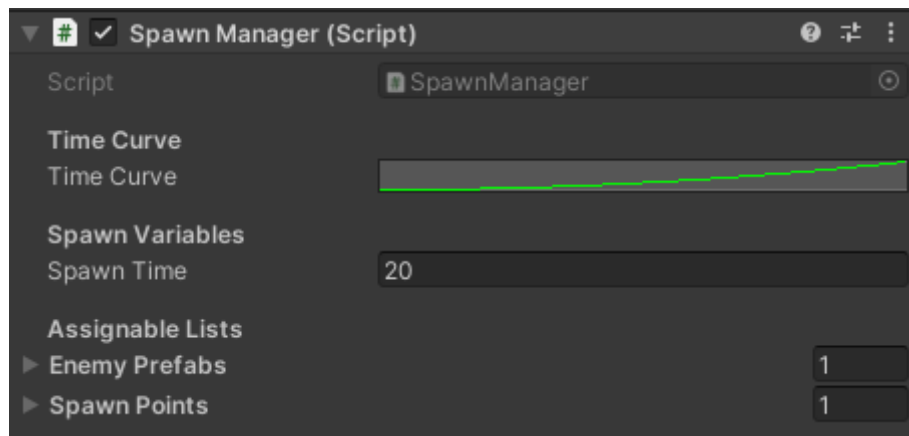 # Spawn Manager (Script)
Script # SpawnManager
Time Curve
Time Curve
Spawn Variables
Spawn Time 20
Assignable Lists
Enemy Prefabs 1
Spawn Points 1